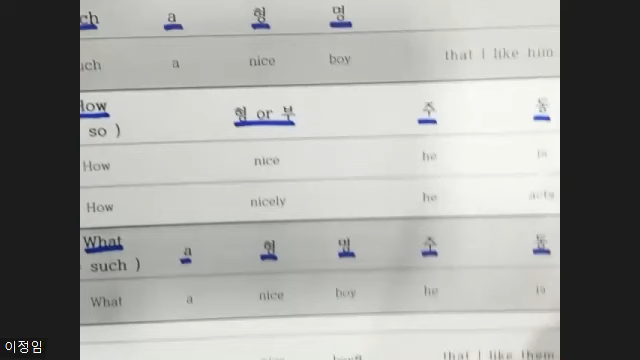 ch a 형 명
uch a nice boy that I like him
How 형 or 부 주 동
so )
How nice he is
How nicely he acts
What a 형 명 주 동
such )
What a nice boy he is
that I like them
이정임